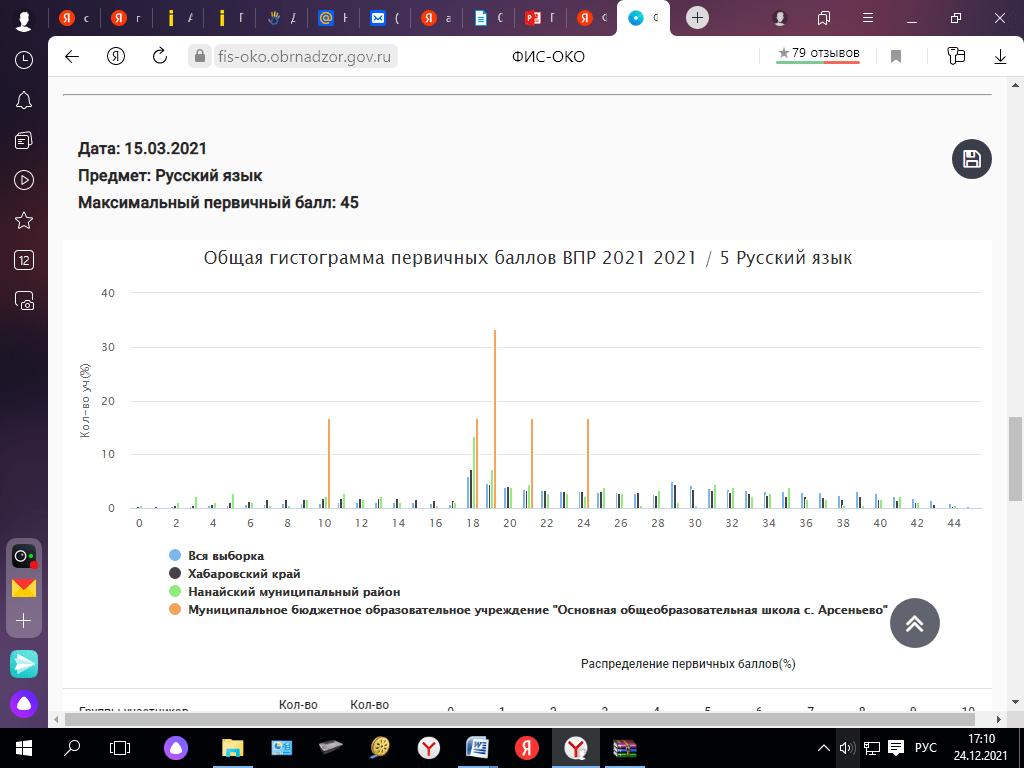 с
г
А
Г
Д
Н
(
а
С
Г
Ф
Ф
fis-oko.obrnadzor.gov.ru
ФИС-ОКО
★ 79 отзывов
12
Дата: 15.03.2021
Предмет: Русский язык
Максимальный первичный балл: 45
Общая гистограмма первичных баллов ВПР 2021 2021 / 5 Русский язык
Кол-во уч(%)
40
30
20
10
0
0 2 4 6 8 10 12 14 16 18 20 22 24 26 28 30 32 34 36 38 40 42 44
Вся выборка
Хабаровский край
Нанайский муниципальный район
Муниципальное бюджетное образовательное учреждение "Основная общеобразовательная школа с. Арсеньево"
Распределение первичных баллов(%)
Группы участников Кол-во Кол-во 0 1 2 3 4 5 6 7 8 9 10
РУС
17:10
24.12.2021